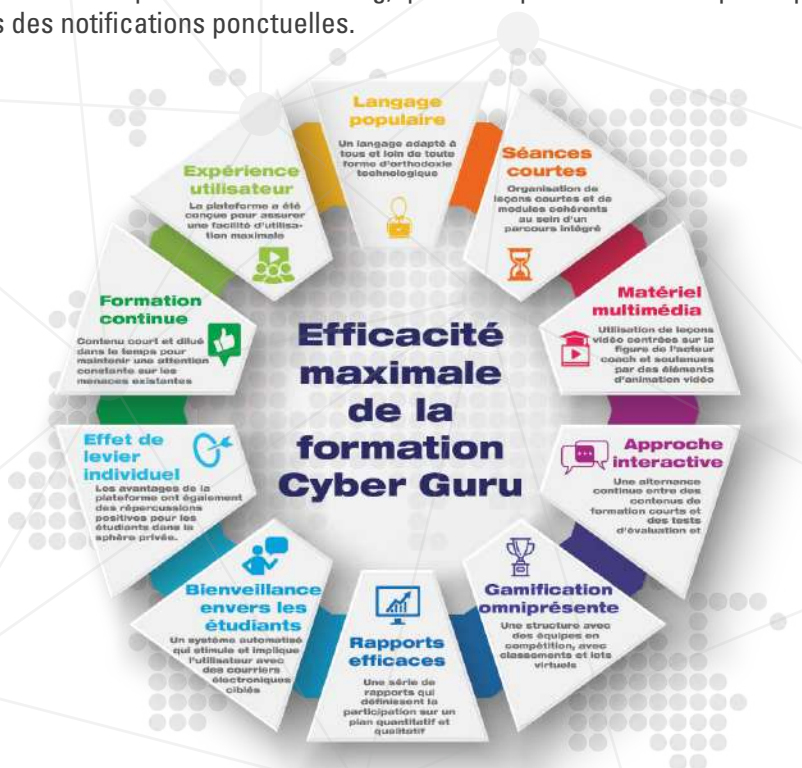 s des notifications ponctuelles.
Langage
populaire
Un langage adapté à
tous et loin de toute
forme d'orthodoxie
technologique
Séances
courtes
Organisation de
leçons courtes et de
modules cohérents
au sein d'un
parcours intégré
Matériel
multimédia
Utilisation de leçons
vidéo centrées sur la
figure de l'acteur
coach et soutenues
par des éléments
d'animation vidéo
Approche
interactive
Une alternance
continue entre des
contenus de
formation courts et
des tests
d'évaluation et
Gamification
omniprésente
Une structure avec
des équipes en
compétition, avec
classements et lots
virtuels
Rapports
efficaces
Une série de
rapports qui
définissent la
participation sur un
plan quantitatif et
qualitatif
Bienveillance
envers les
étudiants
Un système automatisé
qui stimule et implique
l'utilisateur avec
des courriers
électroniques
ciblés
Effet de
levier
individuel
Les avantages de la
plateforme ont également
des répercussions
positives pour les
étudiants dans la
sphère privée.
Formation
continue
Contenu court et dilué
dans le temps pour
maintenir une attention
constante sur les
menaces existantes
Expérience
utilisateur
La plateforme a été
conçue pour assurer
une facilité d'utilisa-
tion maximale
Efficacité
maximale
de la
formation
Cyber Guru